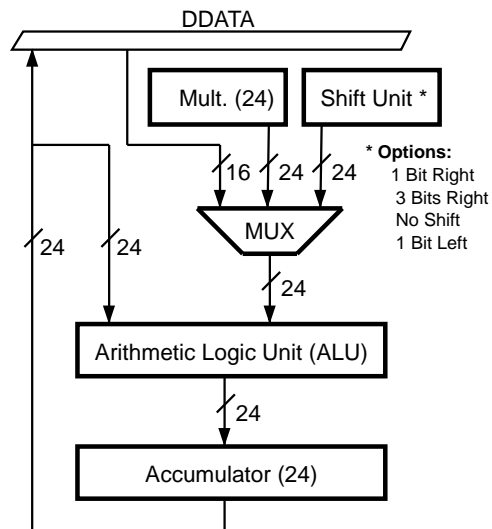 DDATA
Mult. (24)
Shift Unit *
* Options:
1 Bit Right
3 Bits Right
No Shift
1 Bit Left
16
24
24
MUX
24
24
24
Arithmetic Logic Unit (ALU)
24
Accumulator (24)